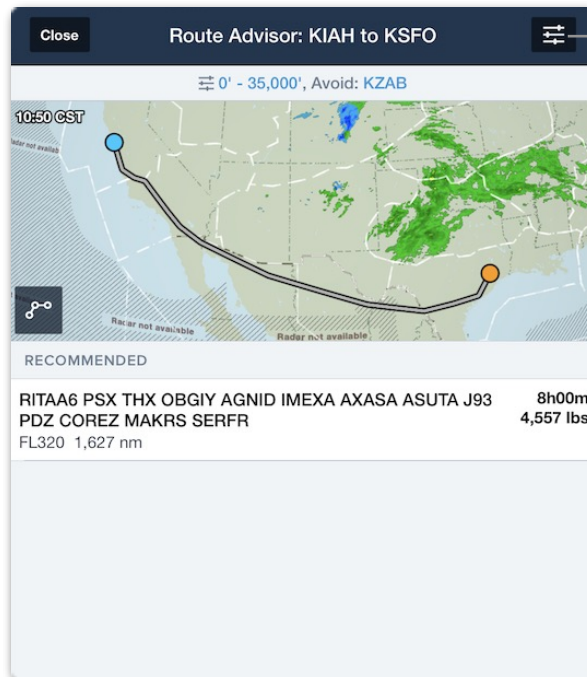 Close
Route Advisor: KIAH to KSFO
0' - 35,000', Avoid: KZAB
10:50 CST
Radar not availab
Radar not available
Radar not available
RECOMMENDED
RITAA6 PSX THX OBGIY AGNID IMEXA AXASA ASUTA J93
8h00m
PDZ COREZ MAKRS SERFR
4,557 lbs
FL320 1,627 nm